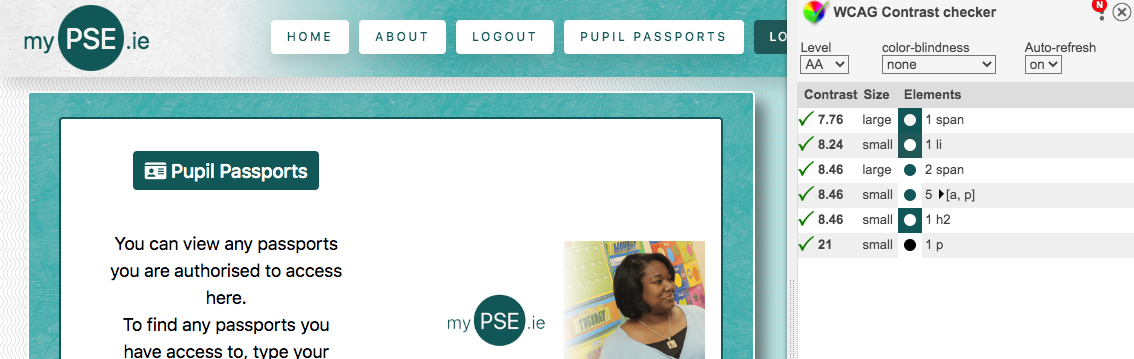 my PSE .ie
HOME
ABOUT
LOGOUT
PUPIL PASSPORTS
LO
Pupil Passports
You can view any passports
you are authorised to access
here.
To find any passports you
have access to, type your
my PSE .ie
MONDAY
TUESDAY
WCAG Contrast checker
N
Level
color-blindness
Auto-refresh
AA
none
on
Contrast Size Elements
7.76 large 1 span
8.24 small 1 li
8.46 large 2 span
8.46 small 5 [a, p]
8.46 small 1 h2
21 small 1 p